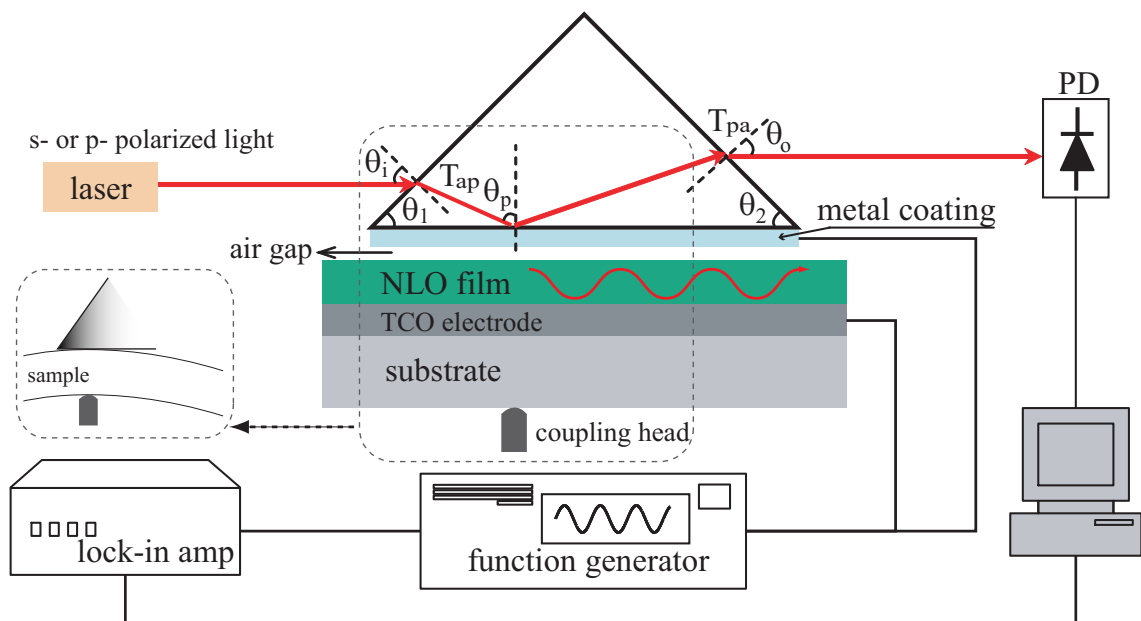 PD
s- or p- polarized light
laser
θi
Tap
θp
Tpa
θo
θ1
θ2
metal coating
air gap
NLO film
TCO electrode
substrate
sample
coupling head
lock-in amp
function generator